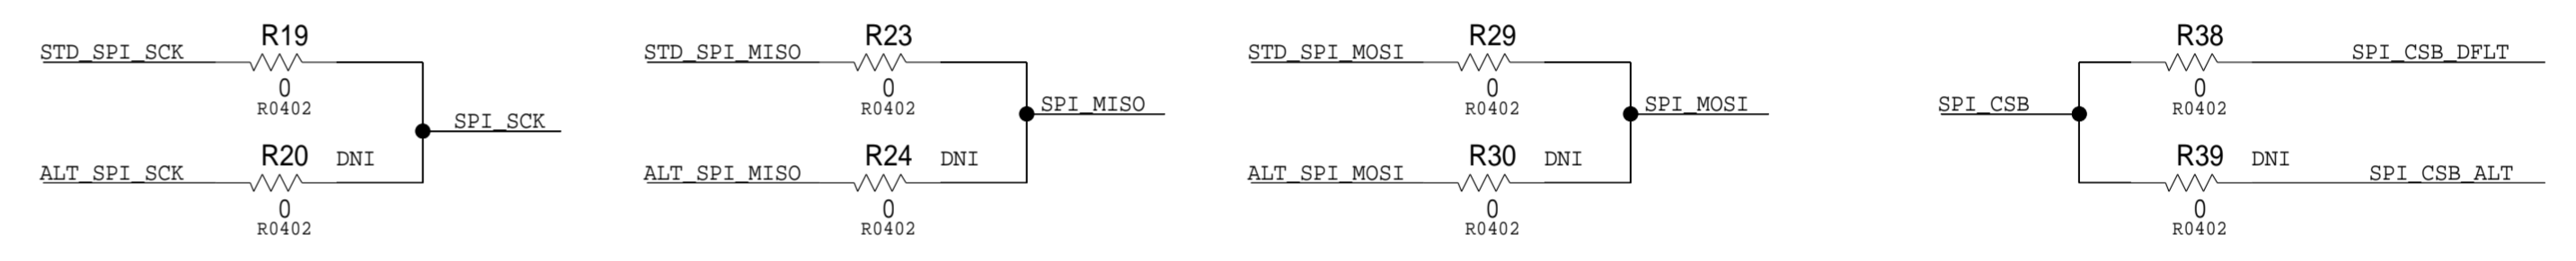 R19
STD_SPI_SCK
0
R0402
SPI_SCK
R20 DNI
ALT_SPI_SCK
0
R0402
R23
STD_SPI_MISO
0
R0402
SPI_MISO
R24 DNI
ALT_SPI_MISO
0
R0402
R29
STD_SPI_MOSI
0
R0402
SPI_MOSI
R30 DNI
ALT_SPI_MOSI
0
R0402
R38
SPI_CSB_DFLT
0
R0402
SPI_CSB
R39 DNI
SPI_CSB_ALT
0
R0402